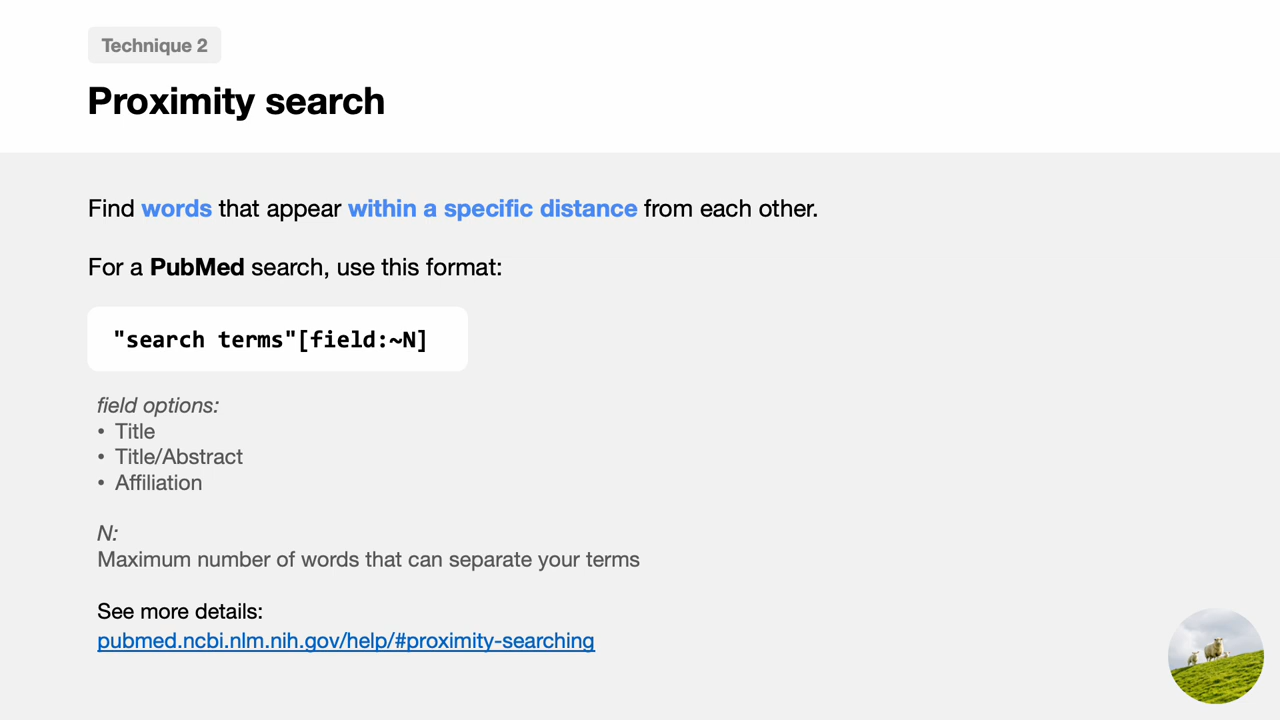 Technique 2
Proximity search
Find words that appear within a specific distance from each other.
For a PubMed search, use this format:
"search terms"[field:~N]
field options:
• Title
• Title/Abstract
• Affiliation
N:
Maximum number of words that can separate your terms
See more details:
pubmed.ncbi.nlm.nih.gov/help/#proximity-searching